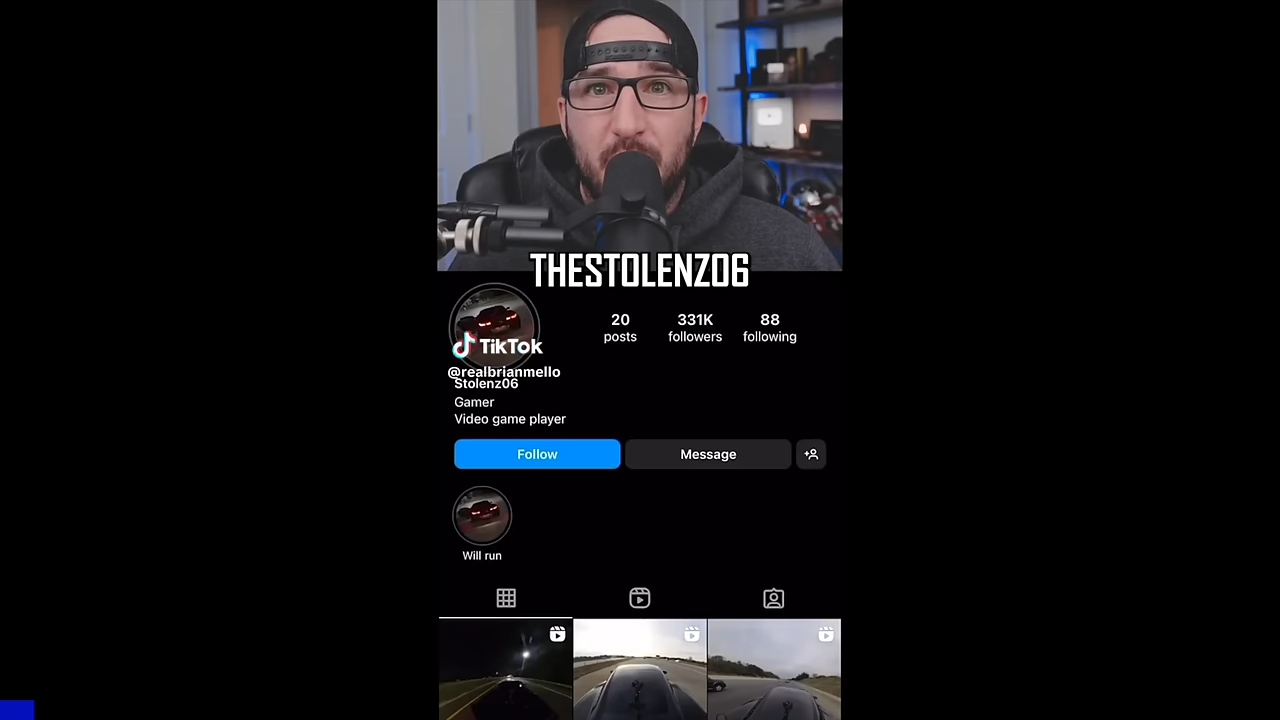 THESTOLENZ06
20 331K 88
posts followers following
TikTok
@realbrianmello
Stolenz06
Gamer
Video game player
Follow Message
Will run